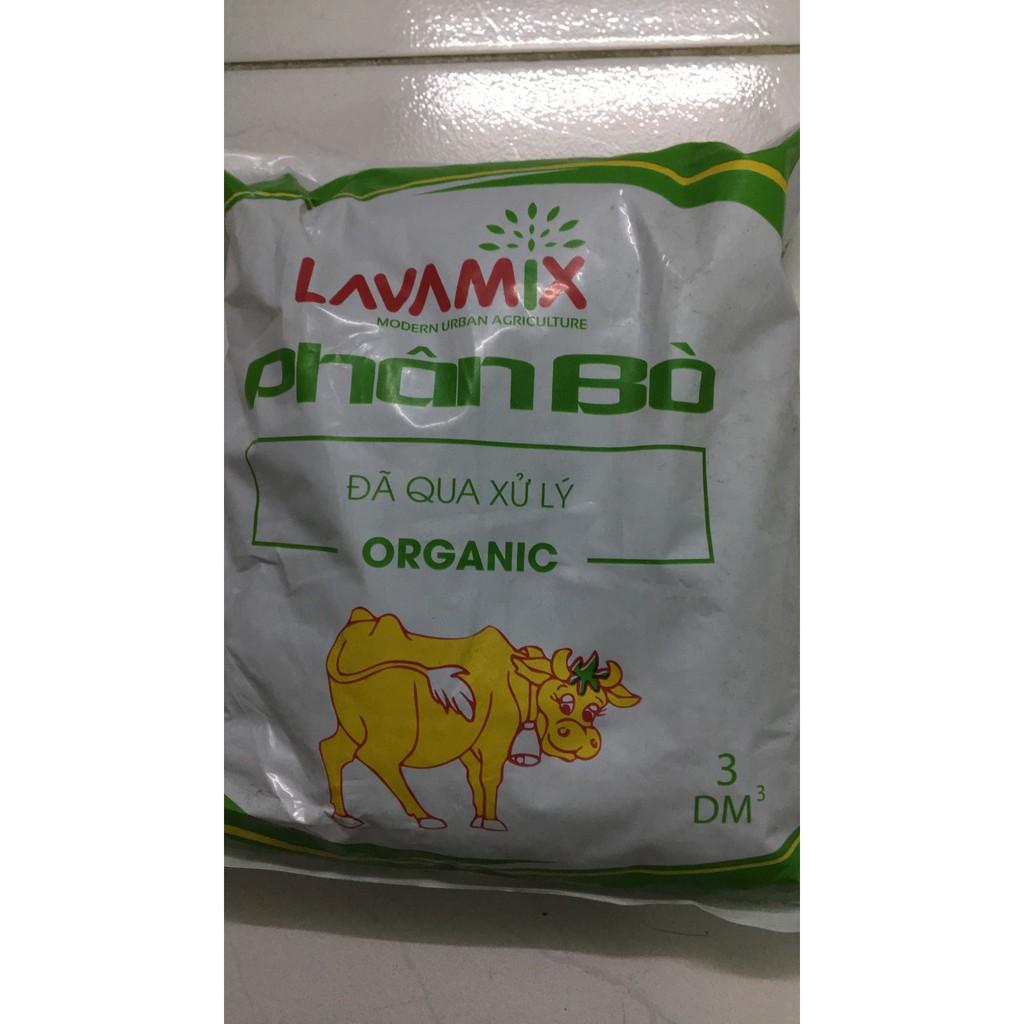 LAVAMIX
MODERN URBAN AGRICULTURE
Phân Bò
ĐÃ QUA XỬ LÝ
ORGANIC
3
DM³